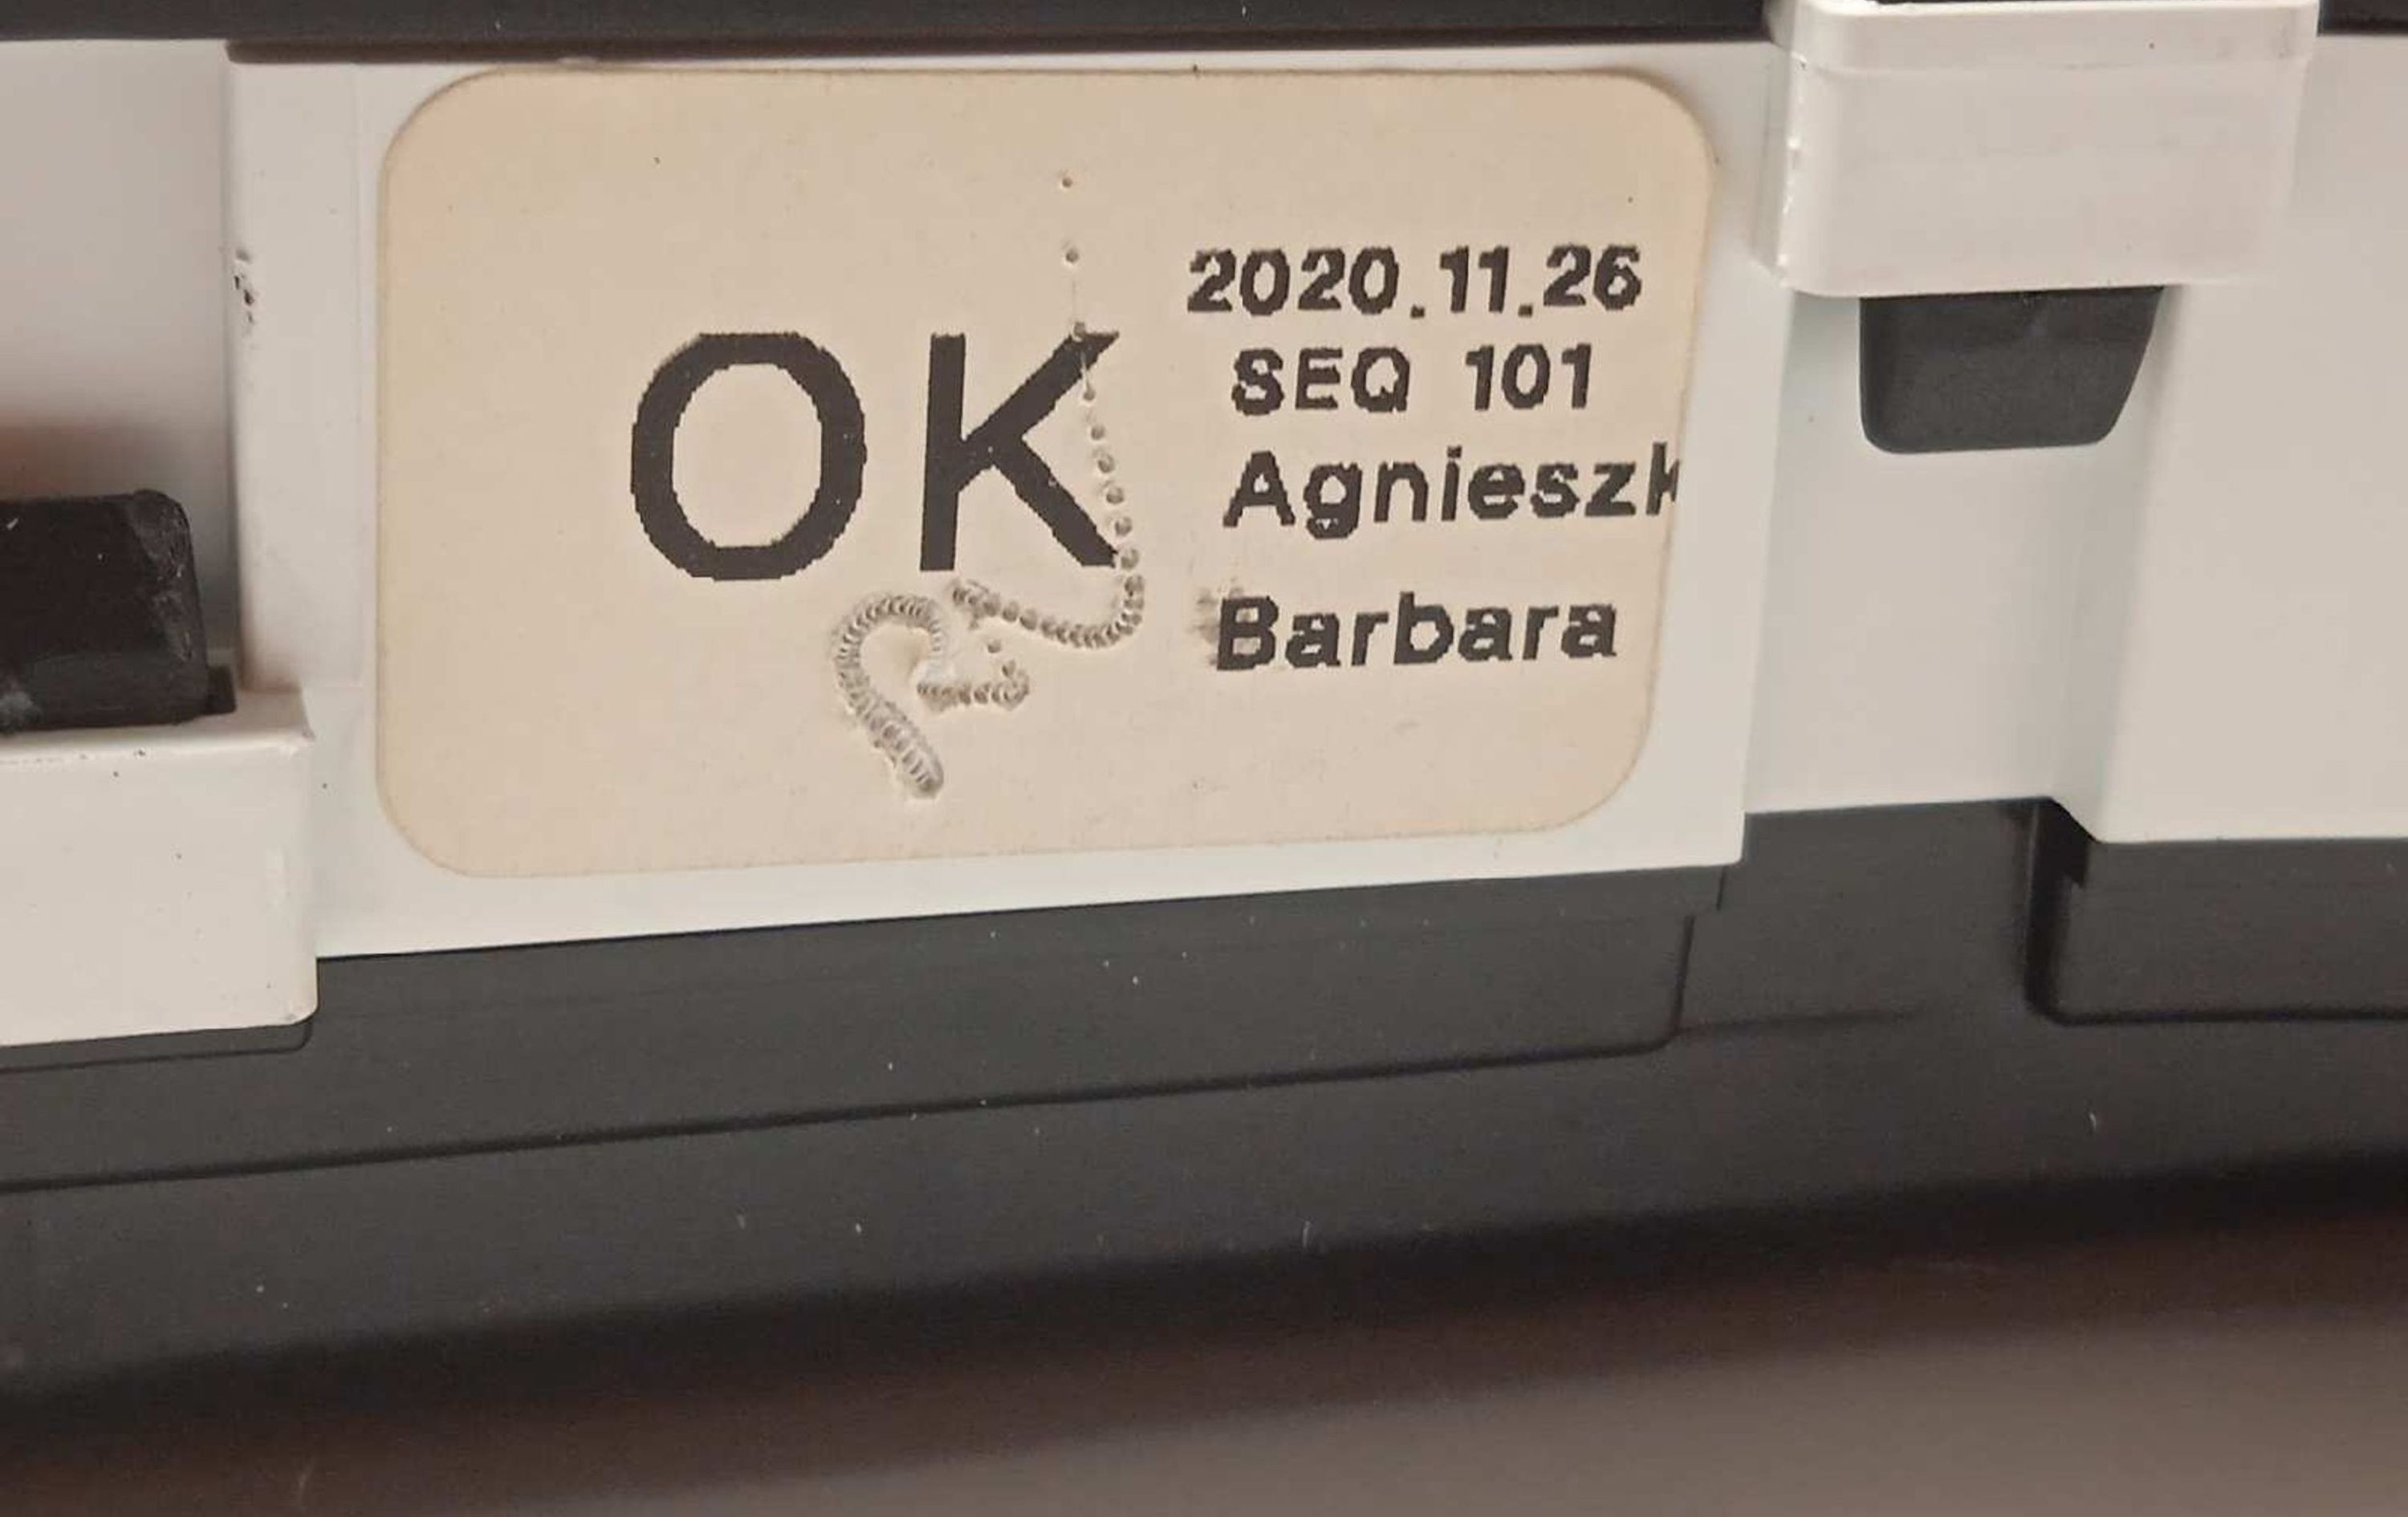 OK
2020.11.26
SEQ 101
Agnieszk
Barbara